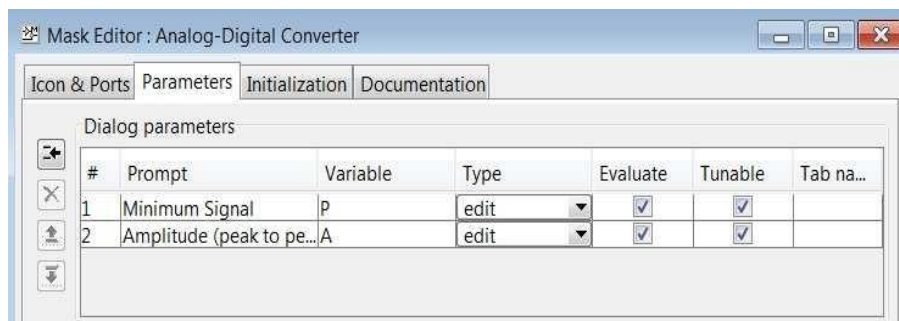 Mask Editor : Analog-Digital Converter
Icon & Ports Parameters Initialization Documentation
Dialog parameters
# Prompt Variable Type Evaluate Tunable Tab na...
1 Minimum Signal P edit
2 Amplitude (peak to pe... A edit